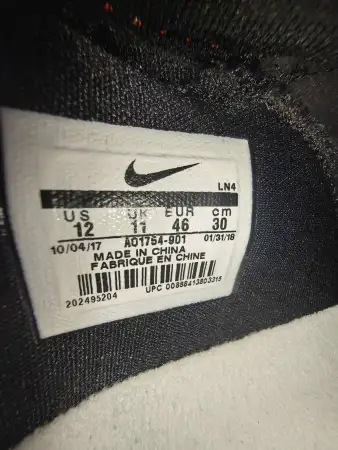 LN4
US UK EUR cm
12 11 46 30
10/04/17 AO1754-901 01/31/18
MADE IN CHINA
FABRIQUE EN CHINE
202495204
UPC 00888413803315